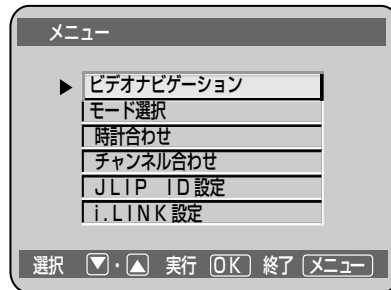 メニュー
▶ ビデオナビゲーション
モード選択
時計合わせ
チャンネル合わせ
JLIP ID設定
i.LINK設定
選択 ▼・▲ 実行 OK 終了 メニュー